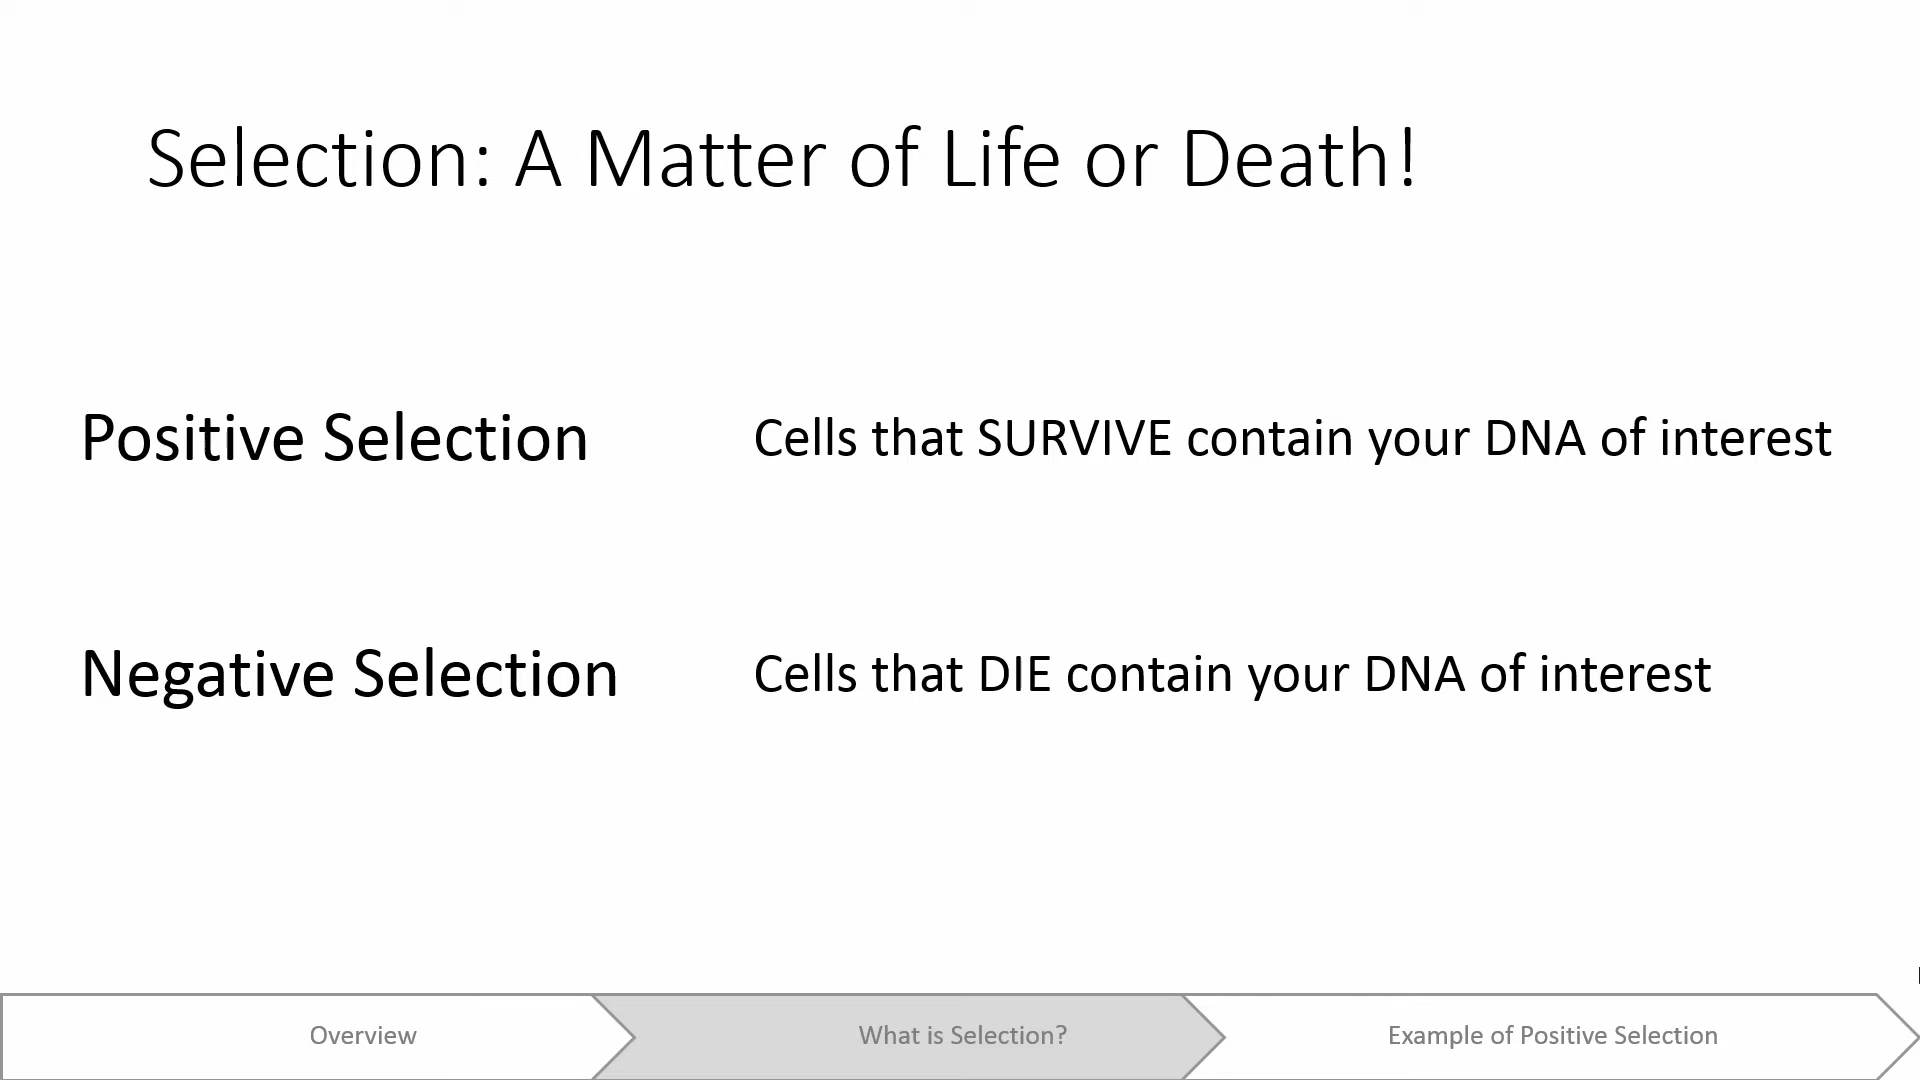 Selection: A Matter of Life or Death!
Positive Selection
Cells that SURVIVE contain your DNA of interest
Negative Selection
Cells that DIE contain your DNA of interest
Overview
What is Selection?
Example of Positive Selection